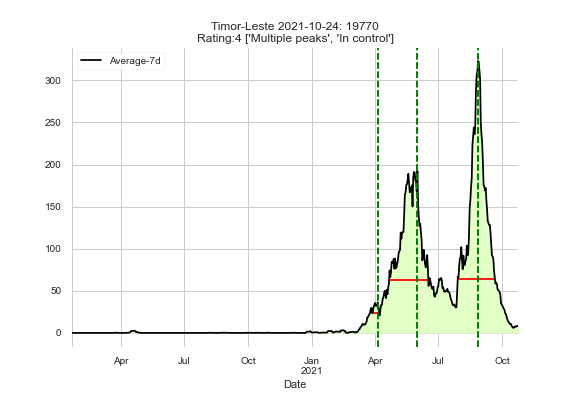 Timor-Leste 2021-10-24: 19770
Rating:4 ['Multiple peaks', 'In control']
Average-7d
300
250
200
150
100
50
0
Apr
Jul
Oct
Jan
2021
Apr
Jul
Oct
Date